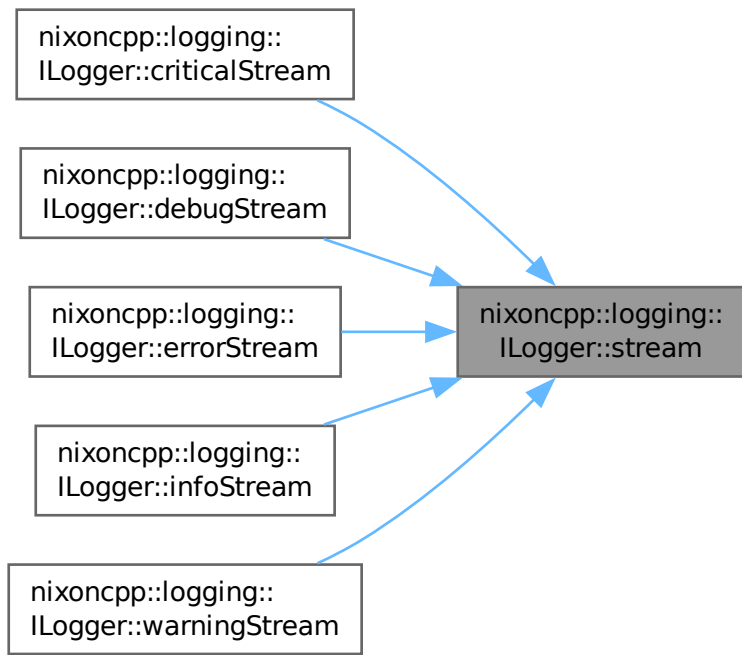 nixoncpp::logging::
ILogger::criticalStream
nixoncpp::logging::
ILogger::debugStream
nixoncpp::logging::
ILogger::errorStream
nixoncpp::logging::
ILogger::stream
nixoncpp::logging::
ILogger::infoStream
nixoncpp::logging::
ILogger::warningStream